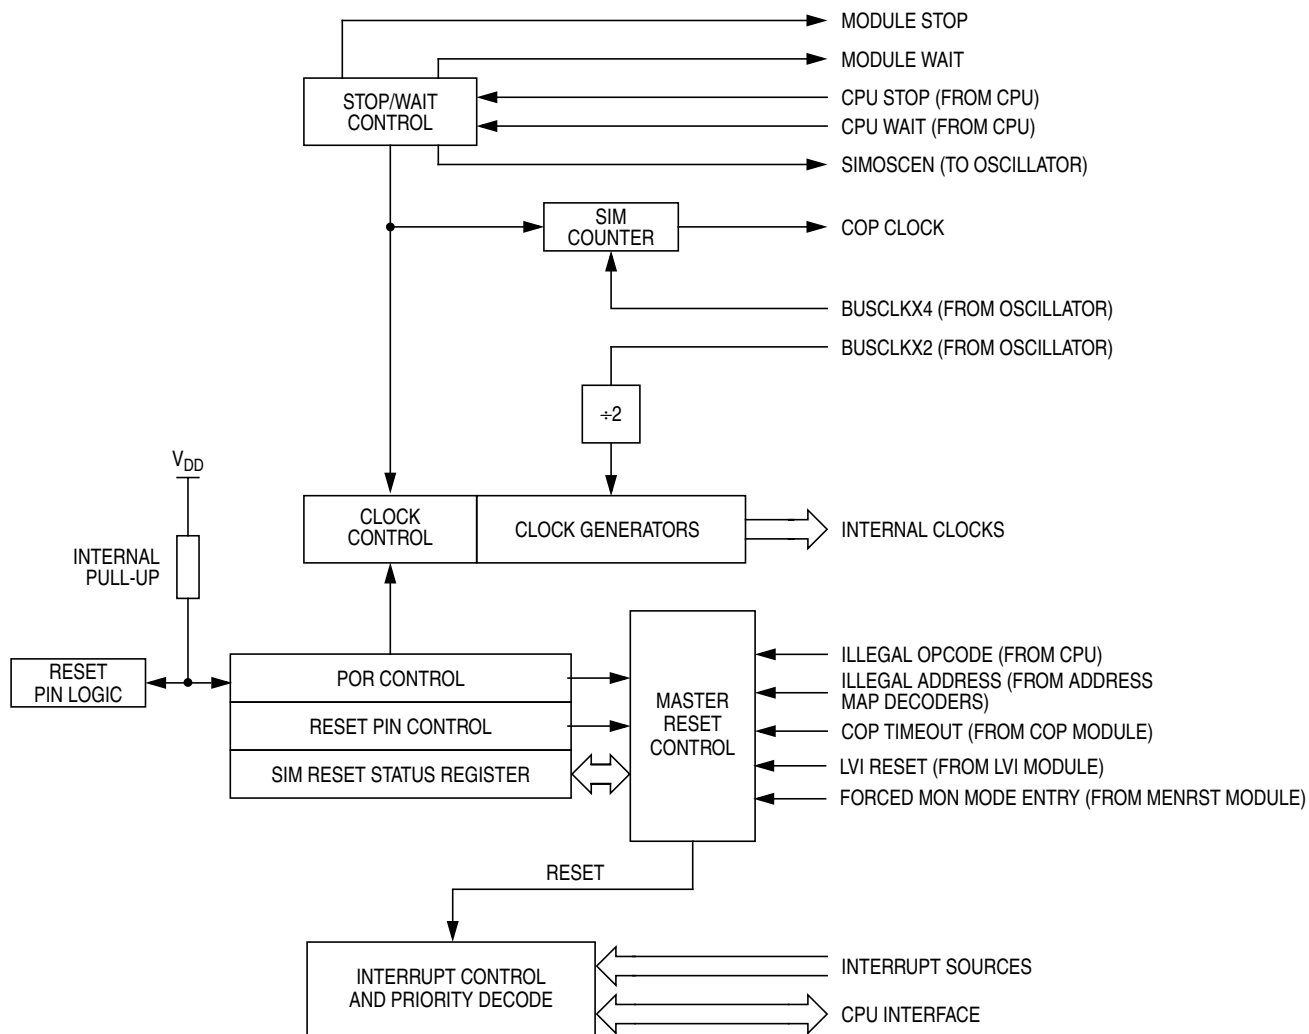 MODULE STOP
MODULE WAIT
STOP/WAIT
CONTROL
CPU STOP (FROM CPU)
CPU WAIT (FROM CPU)
SIMOSCEN (TO OSCILLATOR)
SIM
COUNTER
COP CLOCK
BUSCLKX4 (FROM OSCILLATOR)
BUSCLKX2 (FROM OSCILLATOR)
÷2
VDD
CLOCK
CONTROL
CLOCK GENERATORS
INTERNAL CLOCKS
INTERNAL
PULL-UP
RESET
PIN LOGIC
POR CONTROL
RESET PIN CONTROL
SIM RESET STATUS REGISTER
MASTER
RESET
CONTROL
ILLEGAL OPCODE (FROM CPU)
ILLEGAL ADDRESS (FROM ADDRESS
MAP DECODERS)
COP TIMEOUT (FROM COP MODULE)
LVI RESET (FROM LVI MODULE)
FORCED MON MODE ENTRY (FROM MENRST MODULE)
RESET
INTERRUPT CONTROL
AND PRIORITY DECODE
INTERRUPT SOURCES
CPU INTERFACE